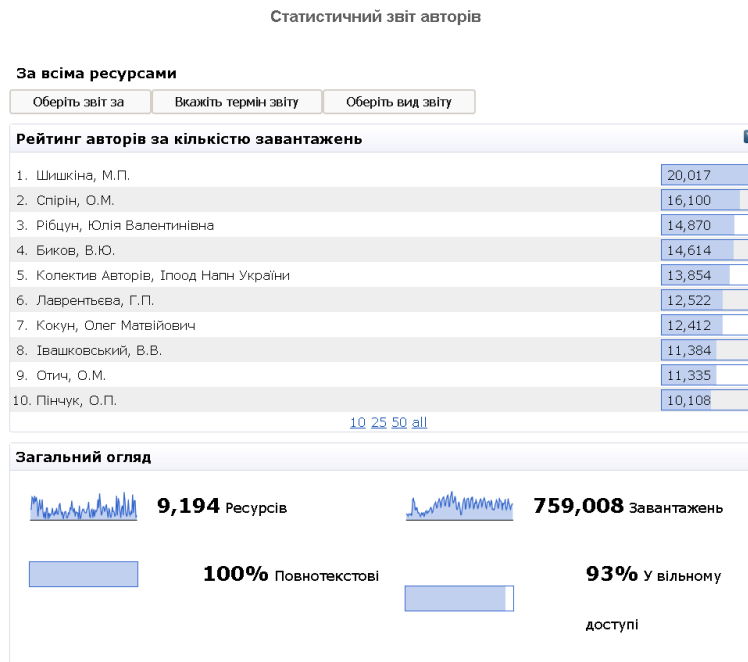 Статистичний звіт авторів
За всіма ресурсами
Оберіть звіт за Вкажіть термін звіту Оберіть вид звіту
Рейтинг авторів за кількістю завантажень
1. Шишкіна, М.П. 20,017
2. Спірін, О.М. 16,100
3. Рібцун, Юлія Валентинівна 14,870
4. Биков, В.Ю. 14,614
5. Колектив Авторів, Іпоод Напн України 13,854
6. Лаврентьєва, Г.П. 12,522
7. Кокун, Олег Матвійович 12,412
8. Івашковський, В.В. 11,384
9. Отич, О.М. 11,335
10. Пінчук, О.П. 10,108
10 25 50 all
Загальний огляд
9,194 Ресурсів 759,008 Завантажень
100% Повнотекстові 93% У вільному
доступі